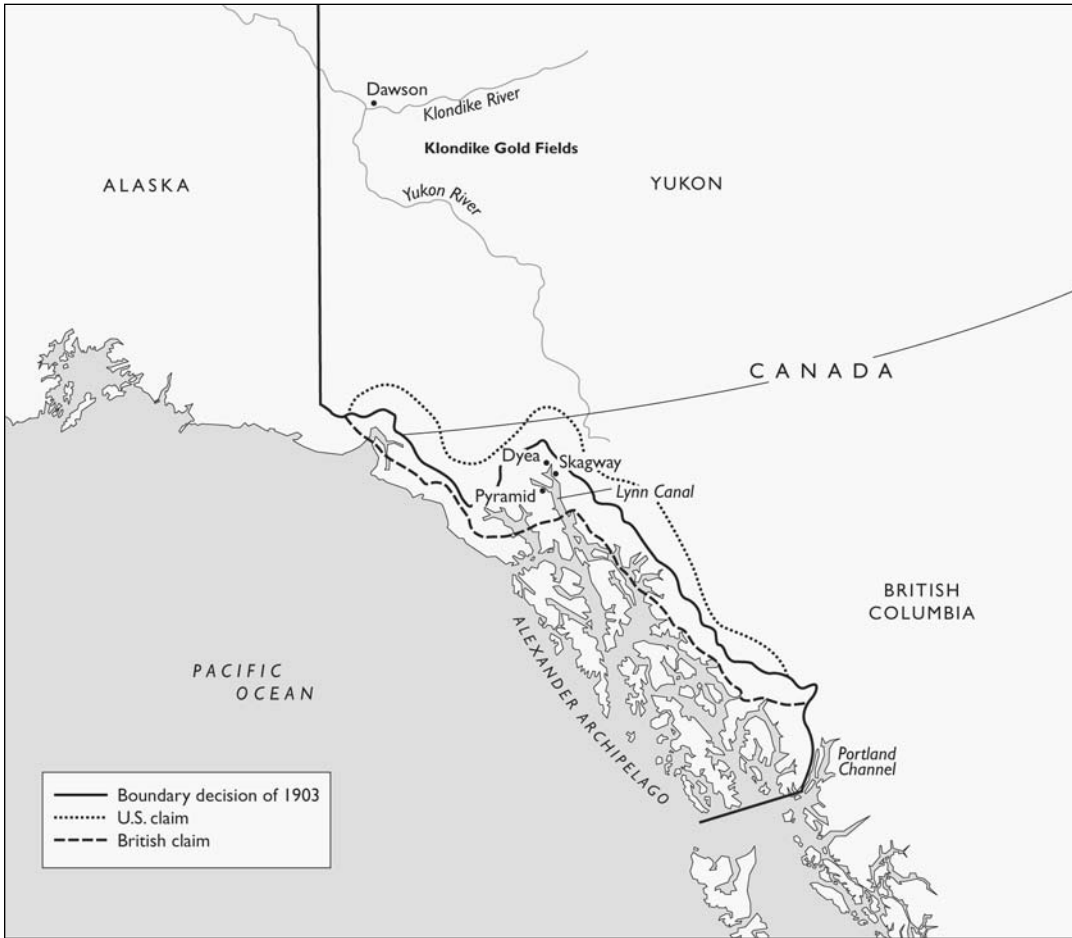 Dawson
Klondike River
Klondike Gold Fields
ALASKA
YUKON
Yukon River
CANADA
Dyea
Skagway
Pyramid
Lynn Canal
BRITISH
COLUMBIA
PACIFIC
OCEAN
ALEXANDER ARCHIPELAGO
Portland
Channel
Boundary decision of 1903
U.S. claim
British claim